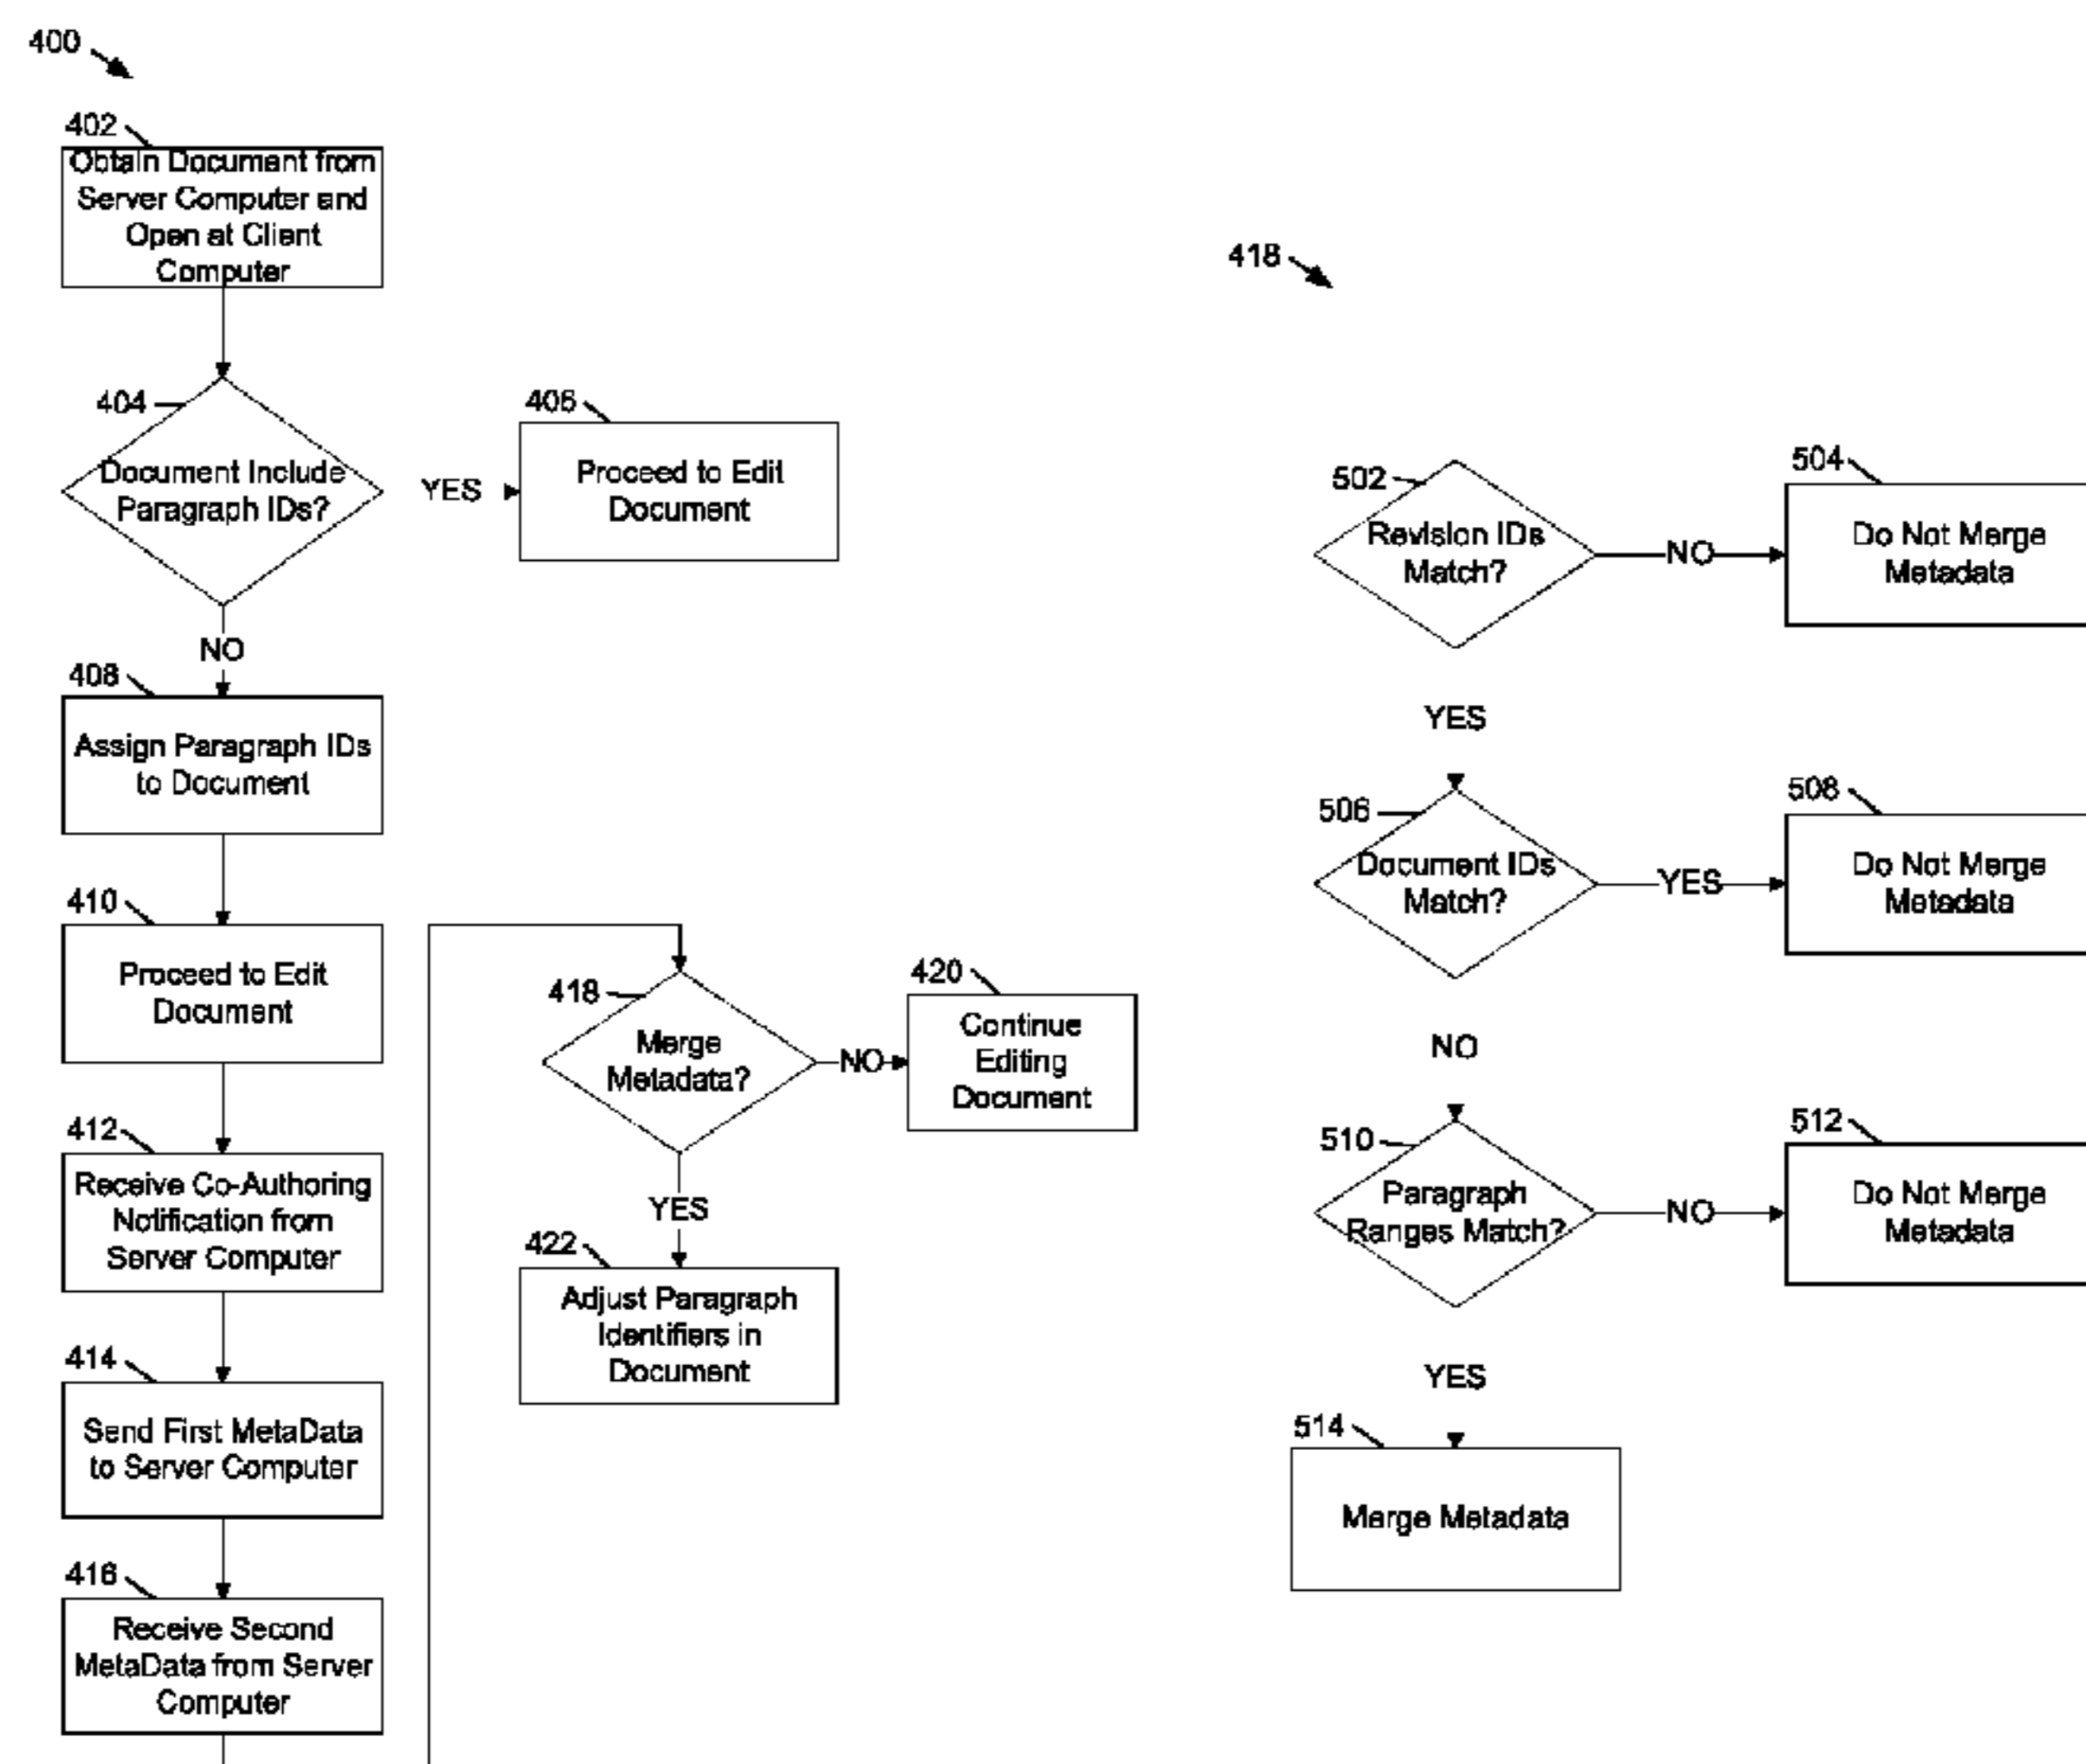 400
402
Obtain Document from
Server Computer and
Open at Client
Computer
404
Document Include
Paragraph IDs?
YES
406
Proceed to Edit
Document
NO
408
Assign Paragraph IDs
to Document
410
Proceed to Edit
Document
412
Receive Co-Authoring
Notification from
Server Computer
414
Send First MetaData
to Server Computer
416
Receive Second
MetaData from Server
Computer
418
Merge
Metadata?
NO
420
Continue
Editing
Document
YES
422
Adjust Paragraph
Identifiers in
Document
418
502
Revision IDs
Match?
NO
504
Do Not Merge
Metadata
YES
506
Document IDs
Match?
YES
508
Do Not Merge
Metadata
NO
510
Paragraph
Ranges Match?
NO
512
Do Not Merge
Metadata
YES
514
Merge Metadata